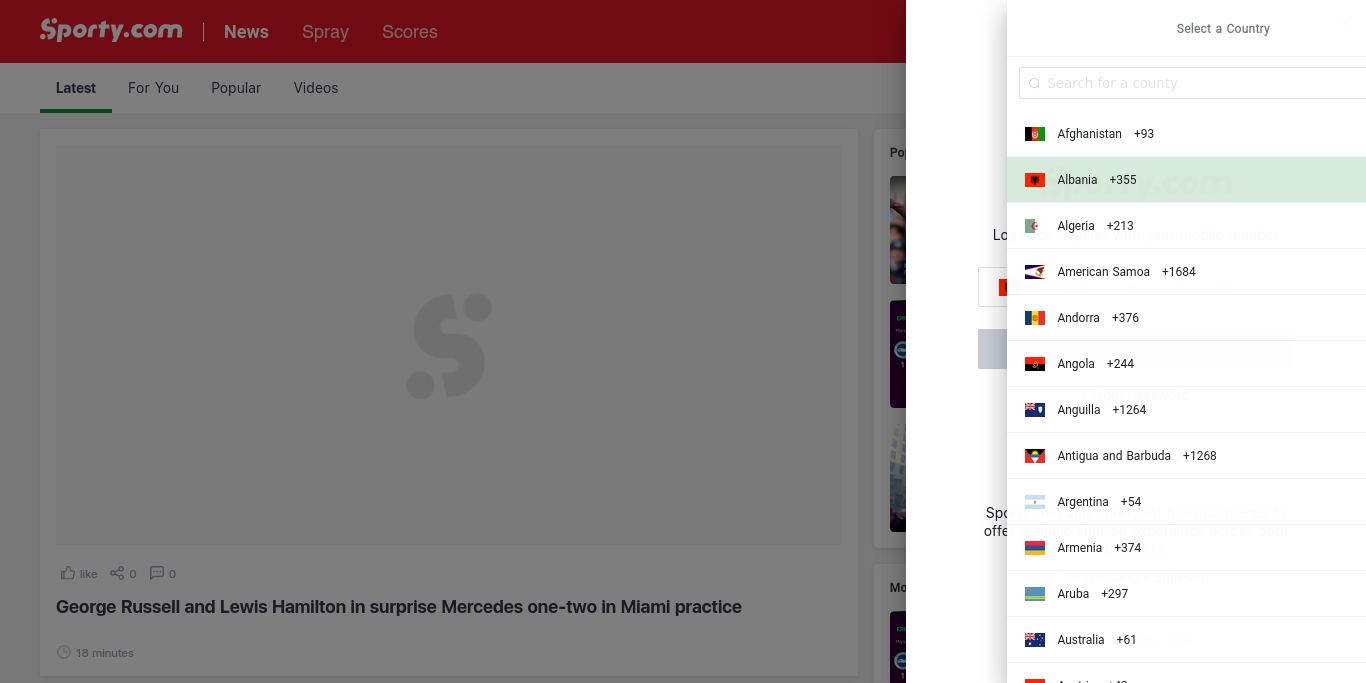 Sporty.com
News
Spray
Scores
Latest
For You
Popular
Videos
like
0
0
George Russell and Lewis Hamilton in surprise Mercedes one-two in Miami practice
18 minutes
Select a Country
Search for a county
Afghanistan +93
Albania +355
Algeria +213
American Samoa +1684
Andorra +376
Angola +244
Anguilla +1264
Antigua and Barbuda +1268
Argentina +54
Armenia +374
Aruba +297
Australia +61